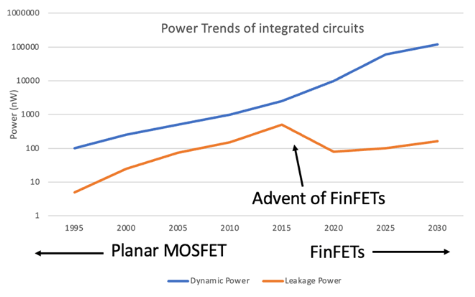 Power Trends of integrated circuits
1000000
100000
10000
1000
100
10
1
Power (nW)
1995 2000 2005 2010 2015 2020 2025 2030
Advent of FinFETs
Planar MOSFET
FinFETs
Dynamic Power Leakage Power